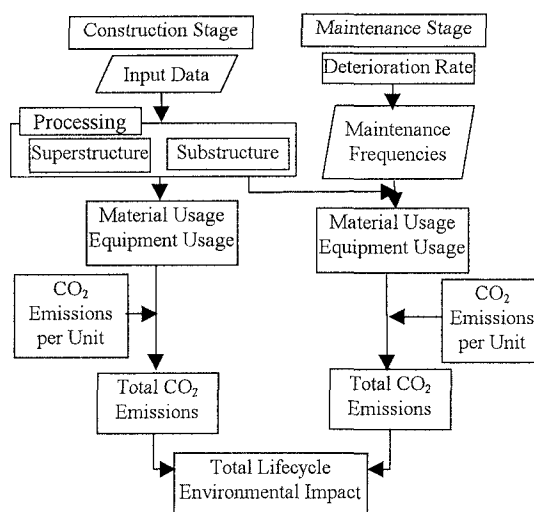 Construction Stage
Input Data
Processing
Superstructure
Substructure
Material Usage
Equipment Usage
CO₂
Emissions
per Unit
Total CO₂
Emissions
Maintenance Stage
Deterioration Rate
Maintenance
Frequencies
Material Usage
Equipment Usage
CO₂
Emissions
per Unit
Total CO₂
Emissions
Total Lifecycle
Environmental Impact